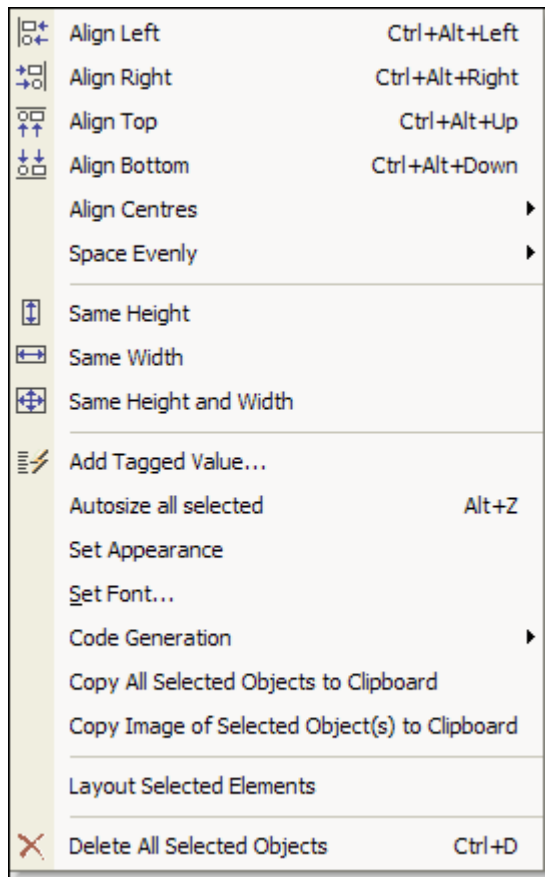 Align Left Ctrl+Alt+Left
Align Right Ctrl+Alt+Right
Align Top Ctrl+Alt+Up
Align Bottom Ctrl+Alt+Down
Align Centres
Space Evenly
Same Height
Same Width
Same Height and Width
Add Tagged Value...
Autosize all selected Alt+Z
Set Appearance
Set Font...
Code Generation
Copy All Selected Objects to Clipboard
Copy Image of Selected Object(s) to Clipboard
Layout Selected Elements
Delete All Selected Objects Ctrl+D